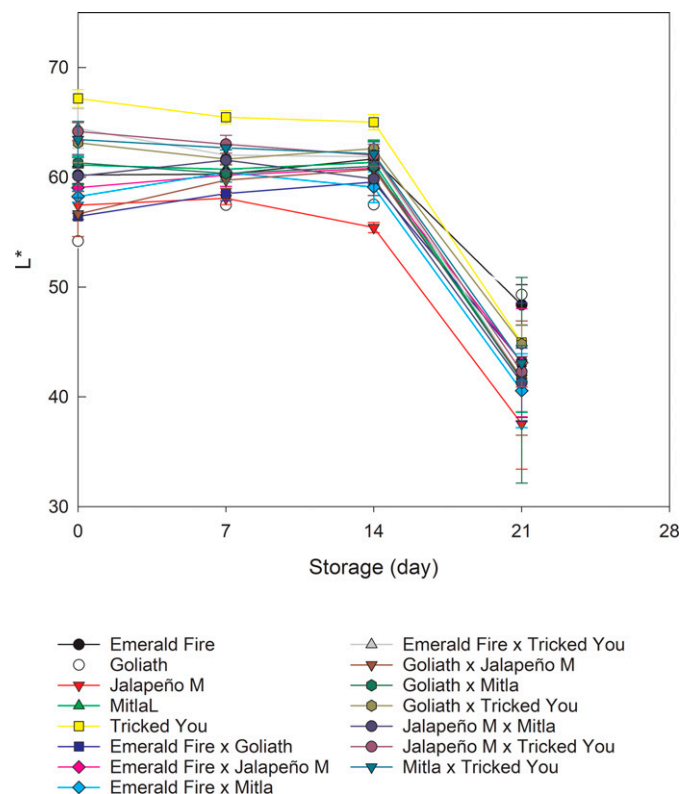 70
60
50
40
30
L*
0 7 14 21 28
Storage (day)
Emerald Fire
Goliath
Jalapeño M
MitlaL
Tricked You
Emerald Fire x Goliath
Emerald Fire x Jalapeño M
Emerald Fire x Mitla
Emerald Fire x Tricked You
Goliath x Jalapeño M
Goliath x Mitla
Goliath x Tricked You
Jalapeño M x Mitla
Jalapeño M x Tricked You
Mitla x Tricked You